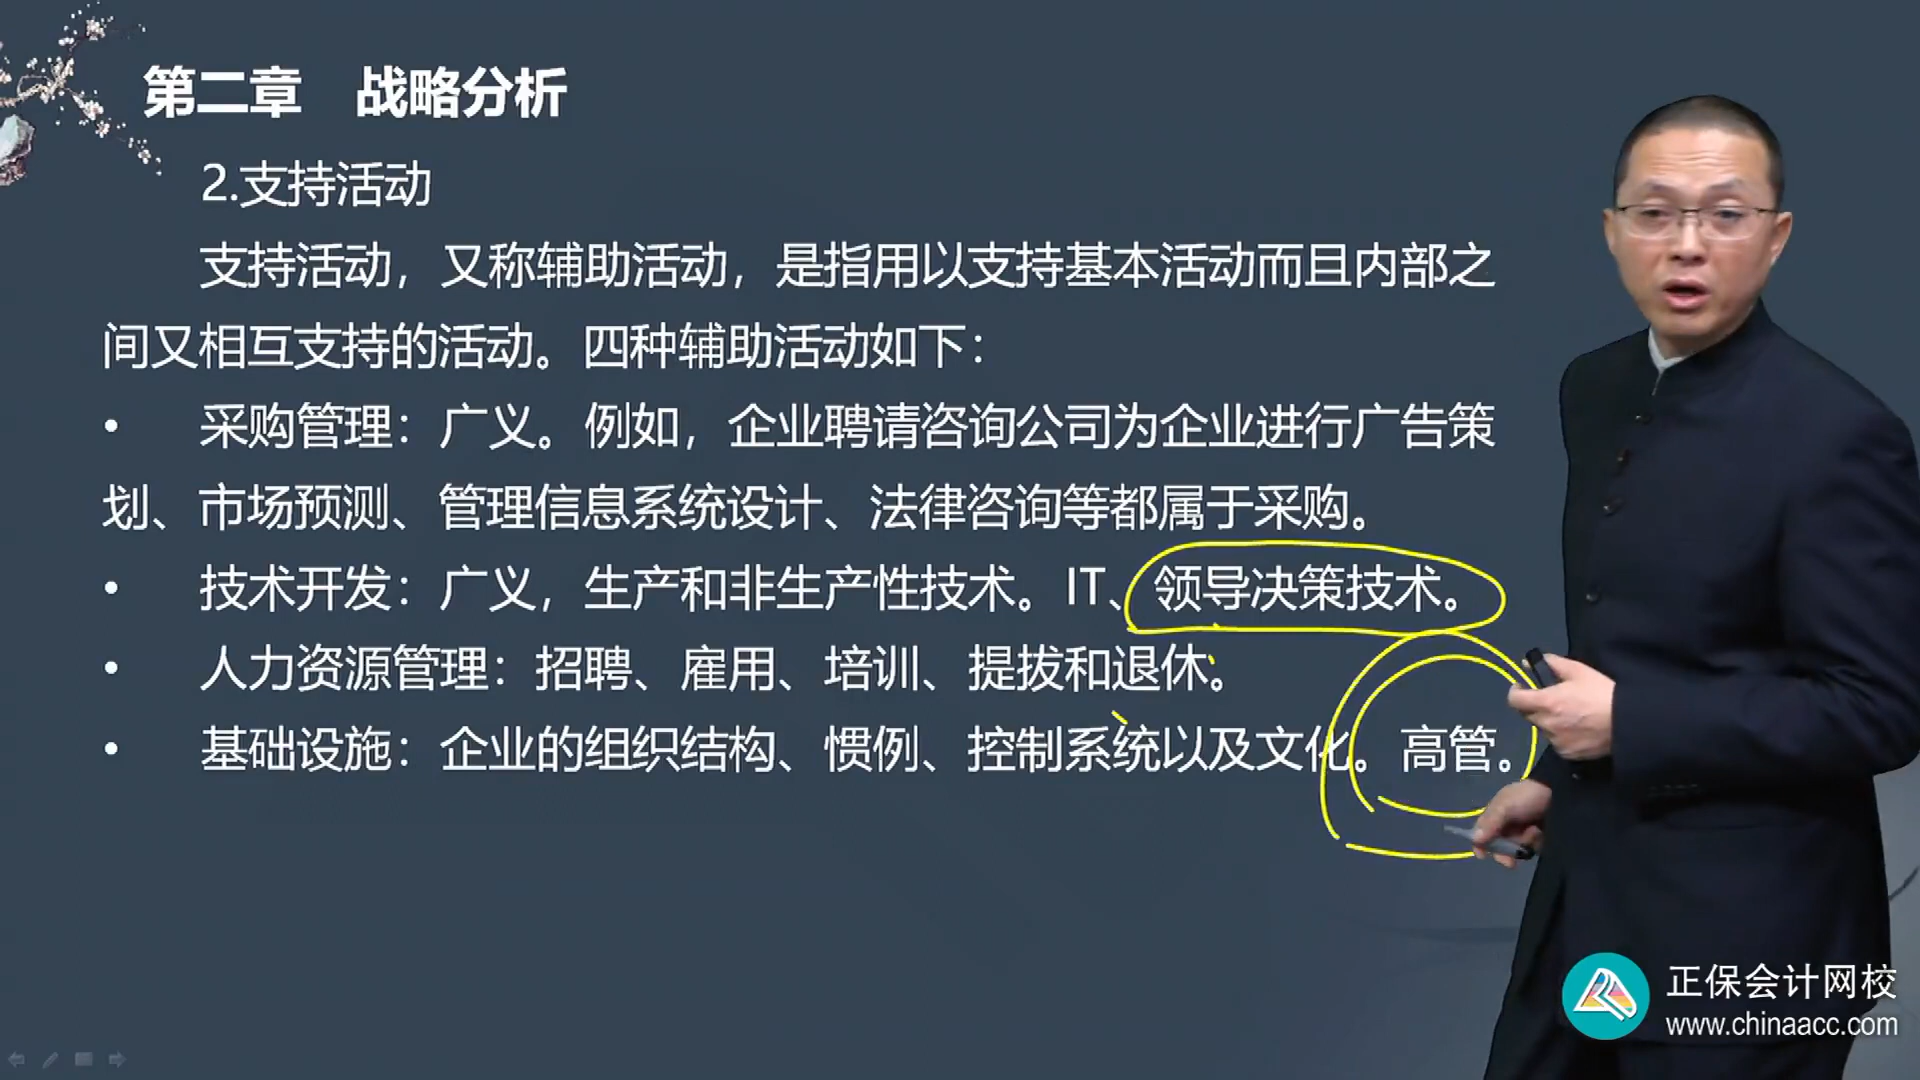 第二章　战略分析
2.支持活动
支持活动，又称辅助活动，是指用以支持基本活动而且内部之
间又相互支持的活动。四种辅助活动如下：
• 采购管理：广义。例如，企业聘请咨询公司为企业进行广告策
划、市场预测、管理信息系统设计、法律咨询等都属于采购。
• 技术开发：广义，生产和非生产性技术。IT、领导决策技术。
• 人力资源管理：招聘、雇用、培训、提拔和退休。
• 基础设施：企业的组织结构、惯例、控制系统以及文化。高管。
正保会计网校
www.chinaacc.com